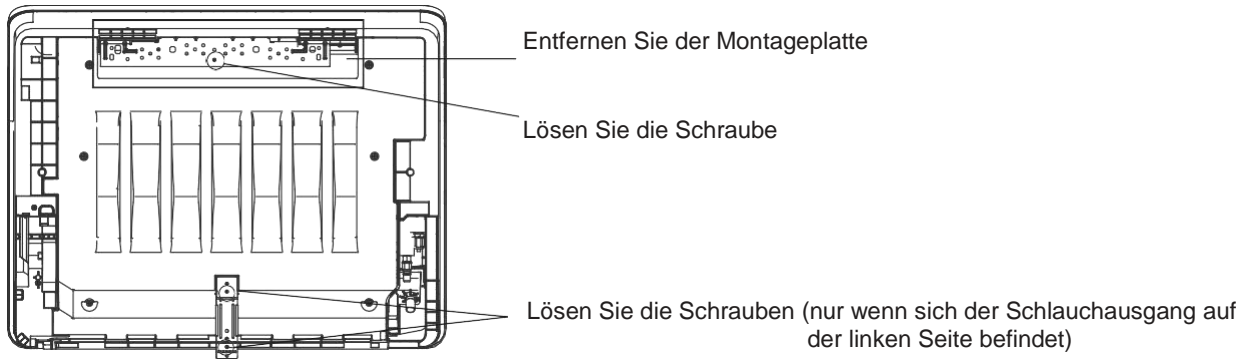 Entfernen Sie der Montageplatte
Lösen Sie die Schraube
Lösen Sie die Schrauben (nur wenn sich der Schlauchausgang auf
der linken Seite befindet)